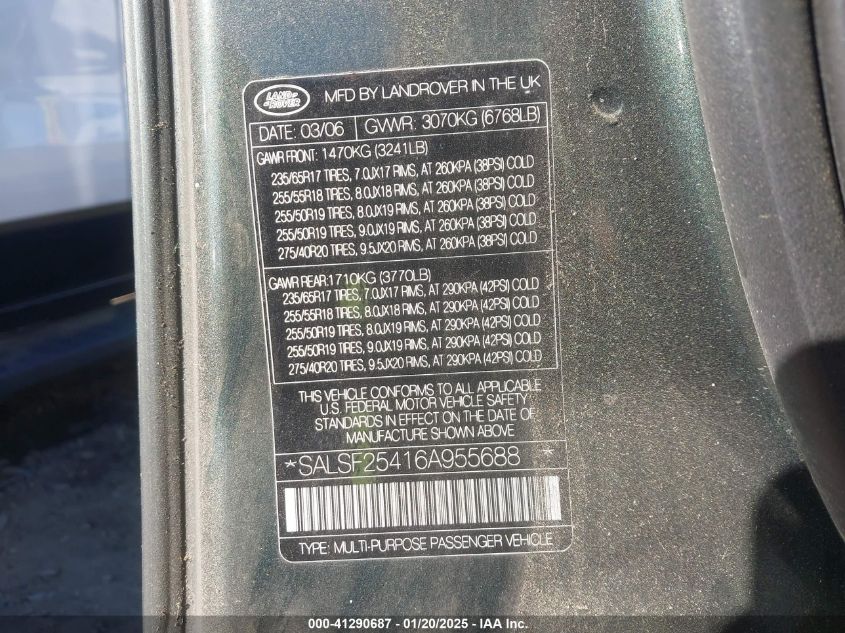 LAND ROVER
MFD BY LANDROVER IN THE UK
DATE: 03/06 GVWR: 3070KG (6768LB)
GAWR FRONT: 1470KG (3241LB)
235/65R17 TIRES, 7.0JX17 RIMS, AT 260KPA (38PSI) COLD
255/55R18 TIRES, 8.0JX18 RIMS, AT 260KPA (38PSI) COLD
255/50R19 TIRES, 8.0JX19 RIMS, AT 260KPA (38PSI) COLD
255/50R19 TIRES, 9.0JX19 RIMS, AT 260KPA (38PSI) COLD
275/40R20 TIRES, 9.5JX20 RIMS, AT 260KPA (38PSI) COLD
GAWR REAR: 1710KG (3770LB)
235/65R17 TIRES, 7.0JX17 RIMS, AT 290KPA (42PSI) COLD
255/55R18 TIRES, 8.0JX18 RIMS, AT 290KPA (42PSI) COLD
255/50R19 TIRES, 8.0JX19 RIMS, AT 290KPA (42PSI) COLD
255/50R19 TIRES, 9.0JX19 RIMS, AT 290KPA (42PSI) COLD
275/40R20 TIRES, 9.5JX20 RIMS, AT 290KPA (42PSI) COLD
THIS VEHICLE CONFORMS TO ALL APPLICABLE
U.S. FEDERAL MOTOR VEHICLE SAFETY
STANDARDS IN EFFECT ON THE DATE OF
MANUFACTURE SHOWN ABOVE
*SALSF25416A955688 *
TYPE: MULTI-PURPOSE PASSENGER VEHICLE
000-41290687 - 01/20/2025 - IAA Inc.